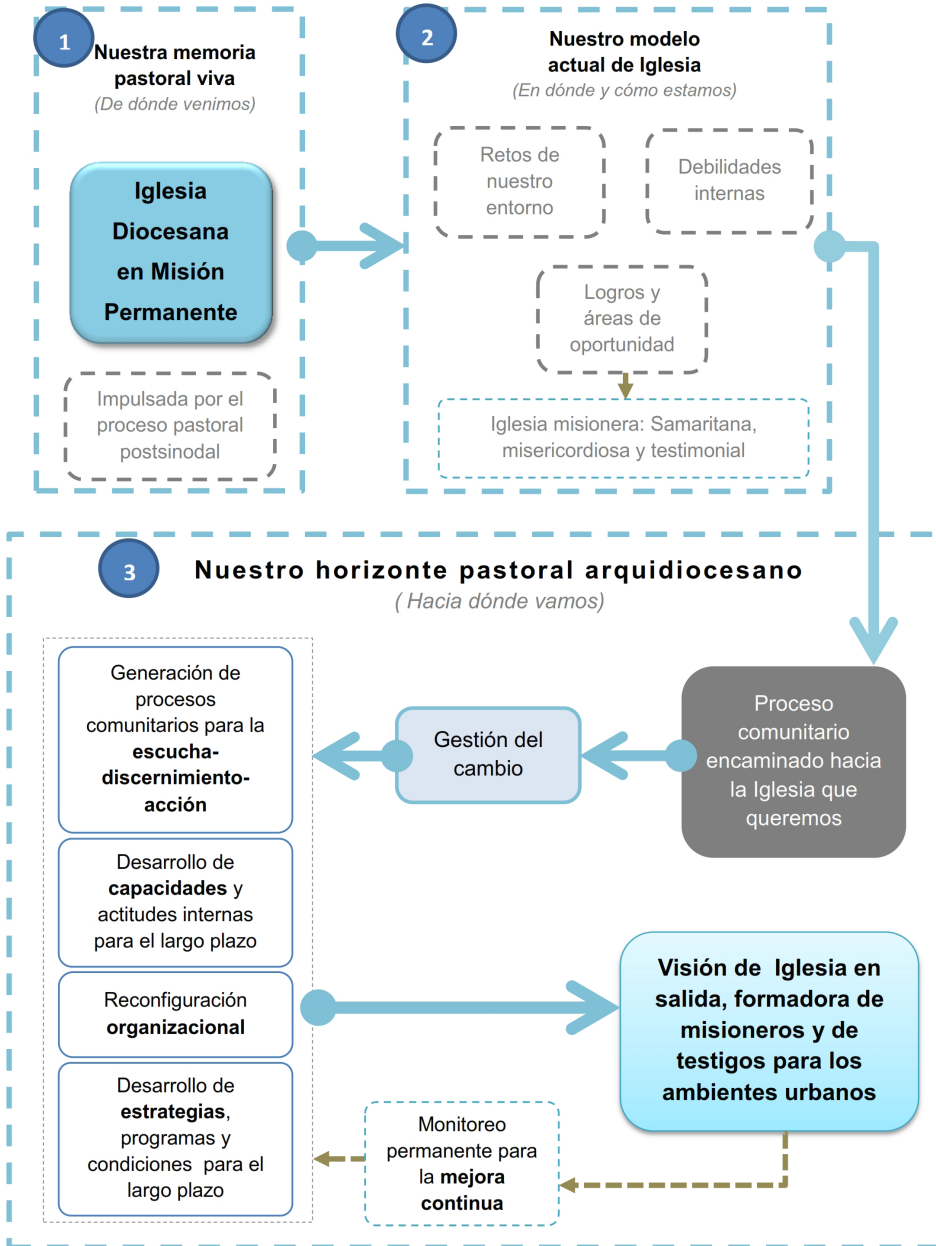 1
Nuestra memoria
pastoral viva
(De dónde venimos)
Iglesia
Diocesana
en Misión
Permanente
Impulsada por el
proceso pastoral
postsinodal
2
Nuestro modelo
actual de Iglesia
(En dónde y cómo estamos)
Retos de
nuestro
entorno
Debilidades
internas
Logros y
áreas de
oportunidad
Iglesia misionera: Samaritana,
misericordiosa y testimonial
3
Nuestro horizonte pastoral arquidiocesano
( Hacia dónde vamos)
Proceso
comunitario
encaminado hacia
la Iglesia que
queremos
Gestión del
cambio
Generación de
procesos
comunitarios para la
escucha-
discernimiento-
acción
Desarrollo de
capacidades y
actitudes internas
para el largo plazo
Reconfiguración
organizacional
Desarrollo de
estrategias,
programas y
condiciones para el
largo plazo
Visión de Iglesia en
salida, formadora de
misioneros y de
testigos para los
ambientes urbanos
Monitoreo
permanente para
la mejora
continua